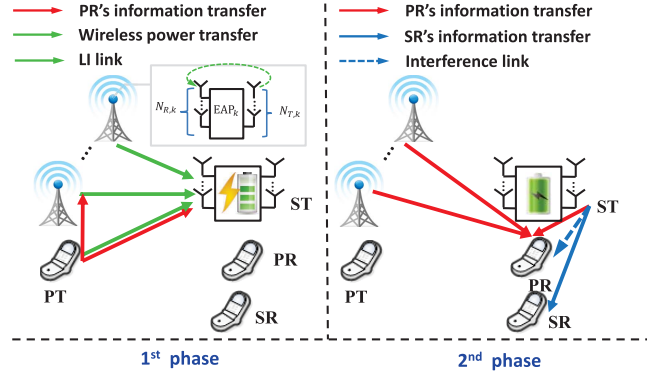 PR's information transfer
Wireless power transfer
LI link
N_{R,k}
EAP_k
N_{T,k}
ST
PT
PR
SR
1st phase
PR's information transfer
SR's information transfer
Interference link
ST
PR
PT
SR
2nd phase